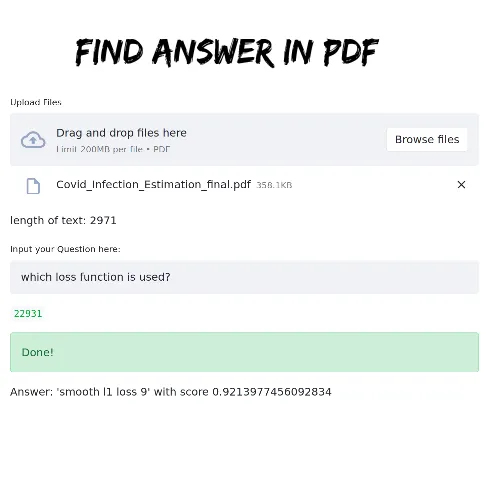 FIND ANSWER IN PDF
Upload Files
Drag and drop files here
Limit 200MB per file • PDF
Browse files
Covid_Infection_Estimation_final.pdf 358.1KB
length of text: 2971
Input your Question here:
which loss function is used?
22931
Done!
Answer: 'smooth l1 loss 9' with score 0.9213977456092834